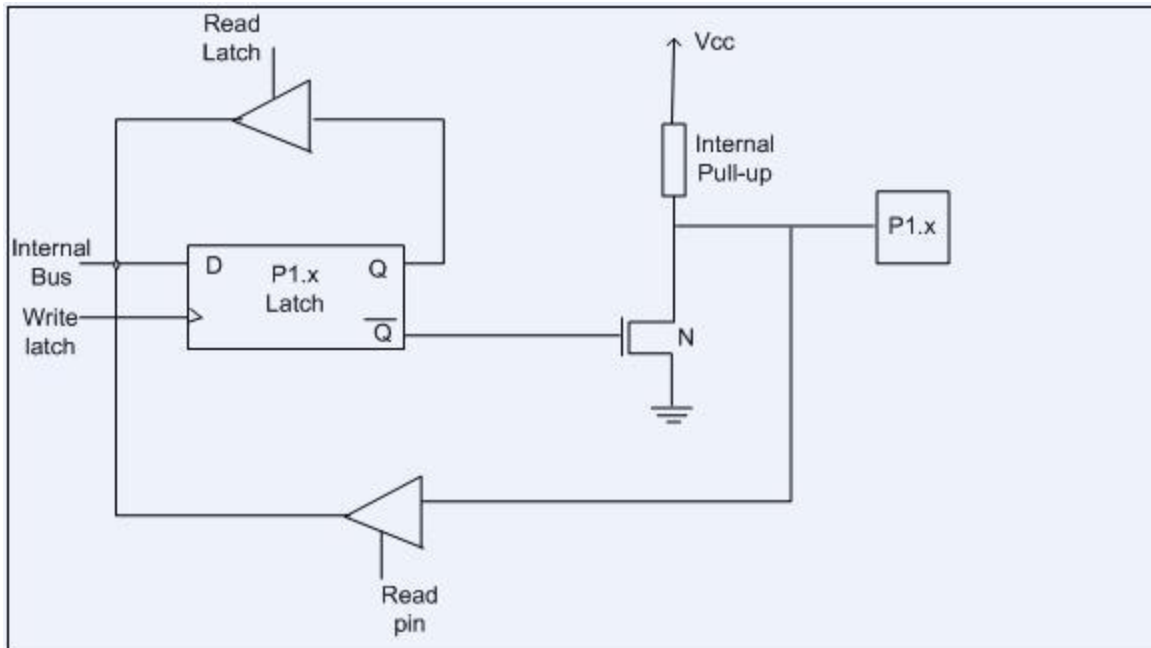 Read
Latch
Vcc
Internal
Pull-up
P1.x
Internal
Bus
D
P1.x
Latch
Q
Write
latch
Q̅
N
Read
pin